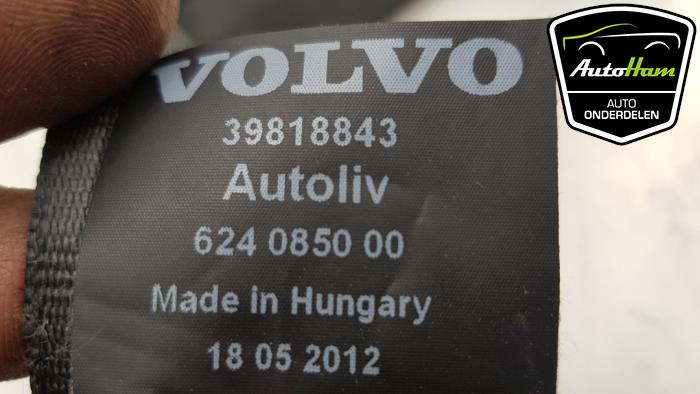 VOLVO
39818843
Autoliv
624 0850 00
Made in Hungary
18 05 2012
AutoHam
AUTO
ONDERDELEN